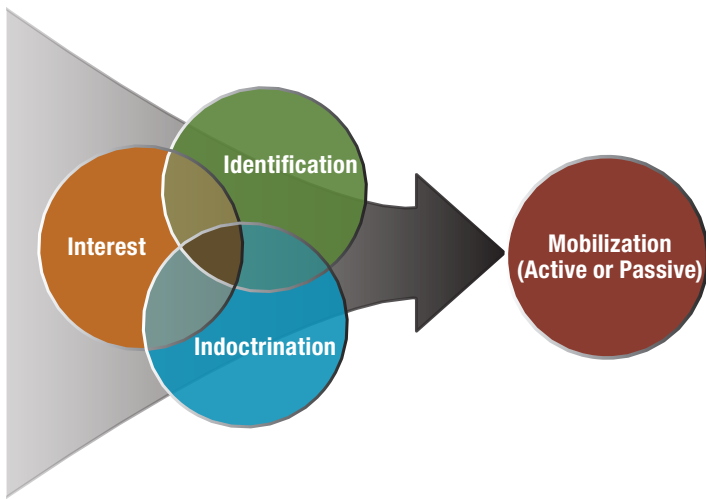 Identification
Interest
Indoctrination
Mobilization
(Active or Passive)